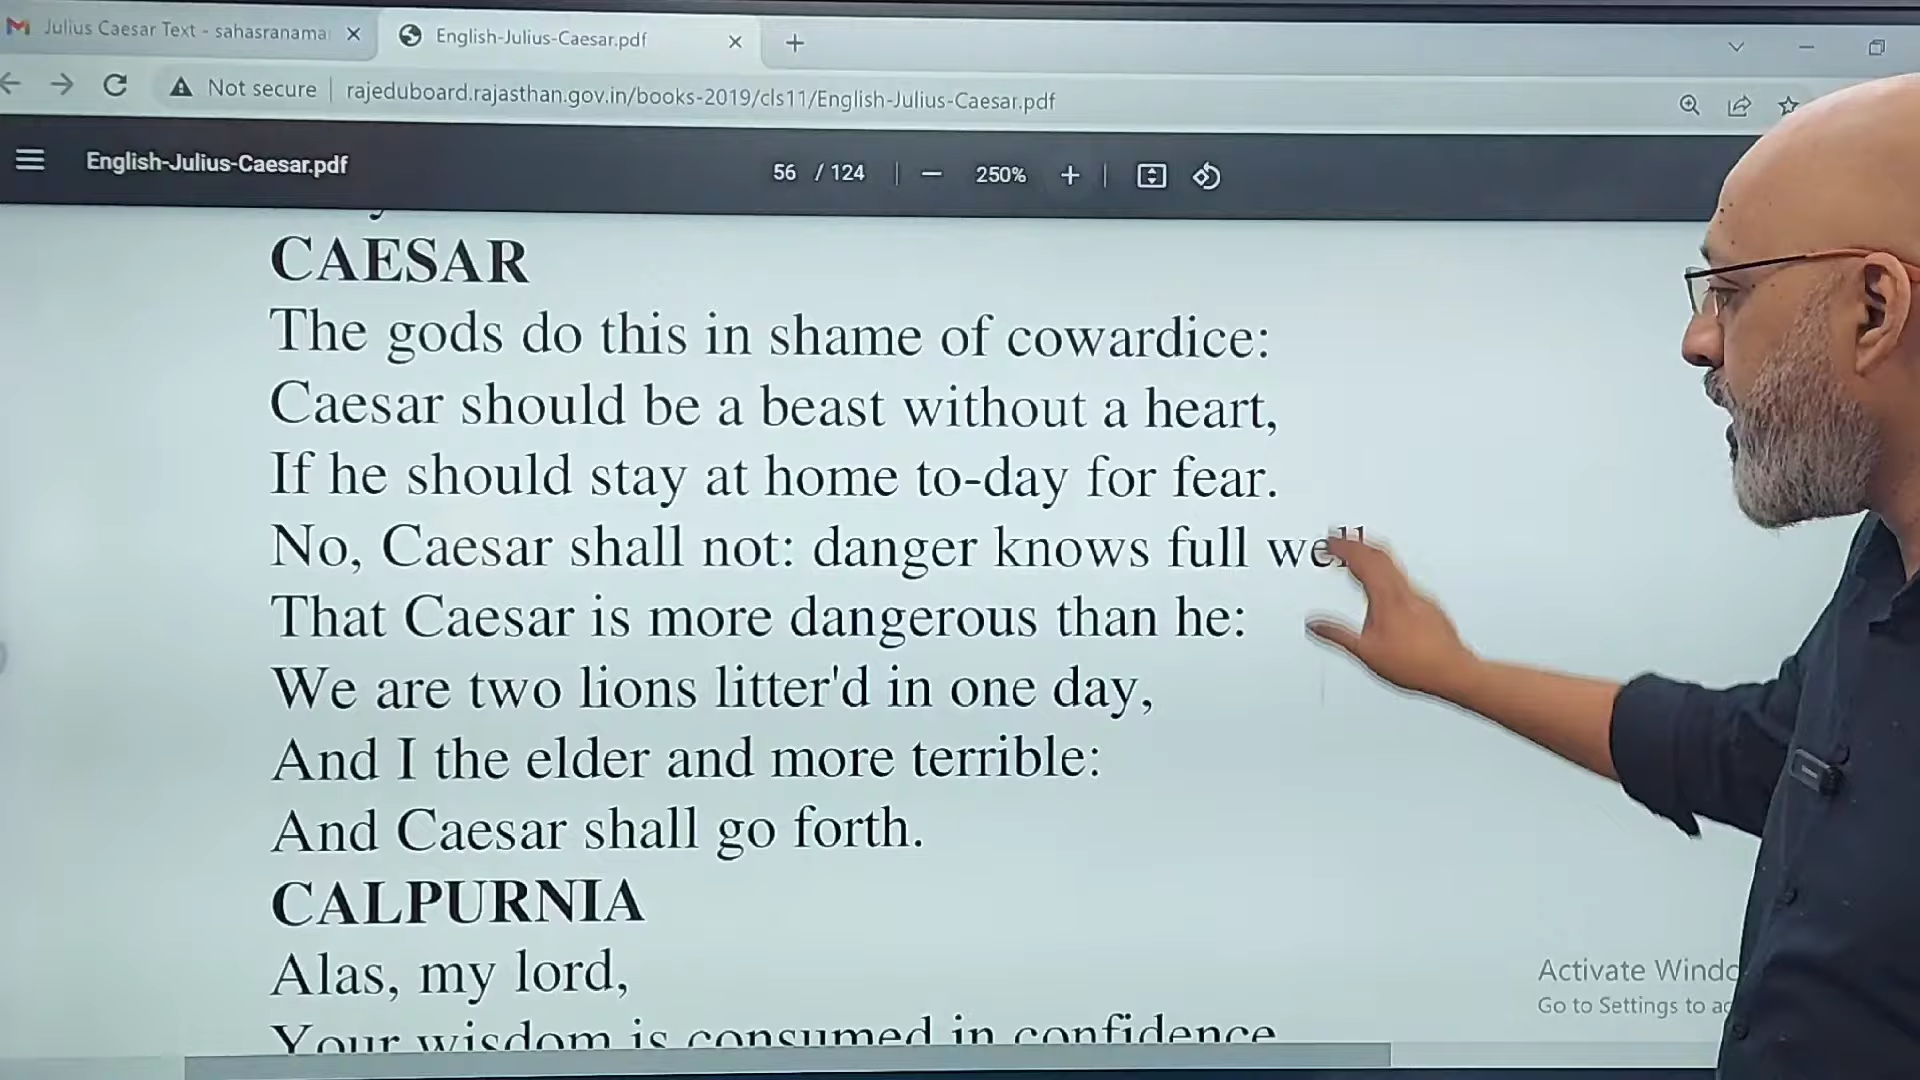 Julius Caesar Text - sahasranama
English-Julius-Caesar.pdf
Not secure
rajeduboard.rajasthan.gov.in/books-2019/cls11/English-Julius-Caesar.pdf
English-Julius-Caesar.pdf
56 / 124
250%
CAESAR
The gods do this in shame of cowardice:
Caesar should be a beast without a heart,
If he should stay at home to-day for fear.
No, Caesar shall not: danger knows full well
That Caesar is more dangerous than he:
We are two lions litter'd in one day,
And I the elder and more terrible:
And Caesar shall go forth.
CALPURNIA
Alas, my lord,
Your wisdom is consumed in confidence
Activate Windo
Go to Settings to ac